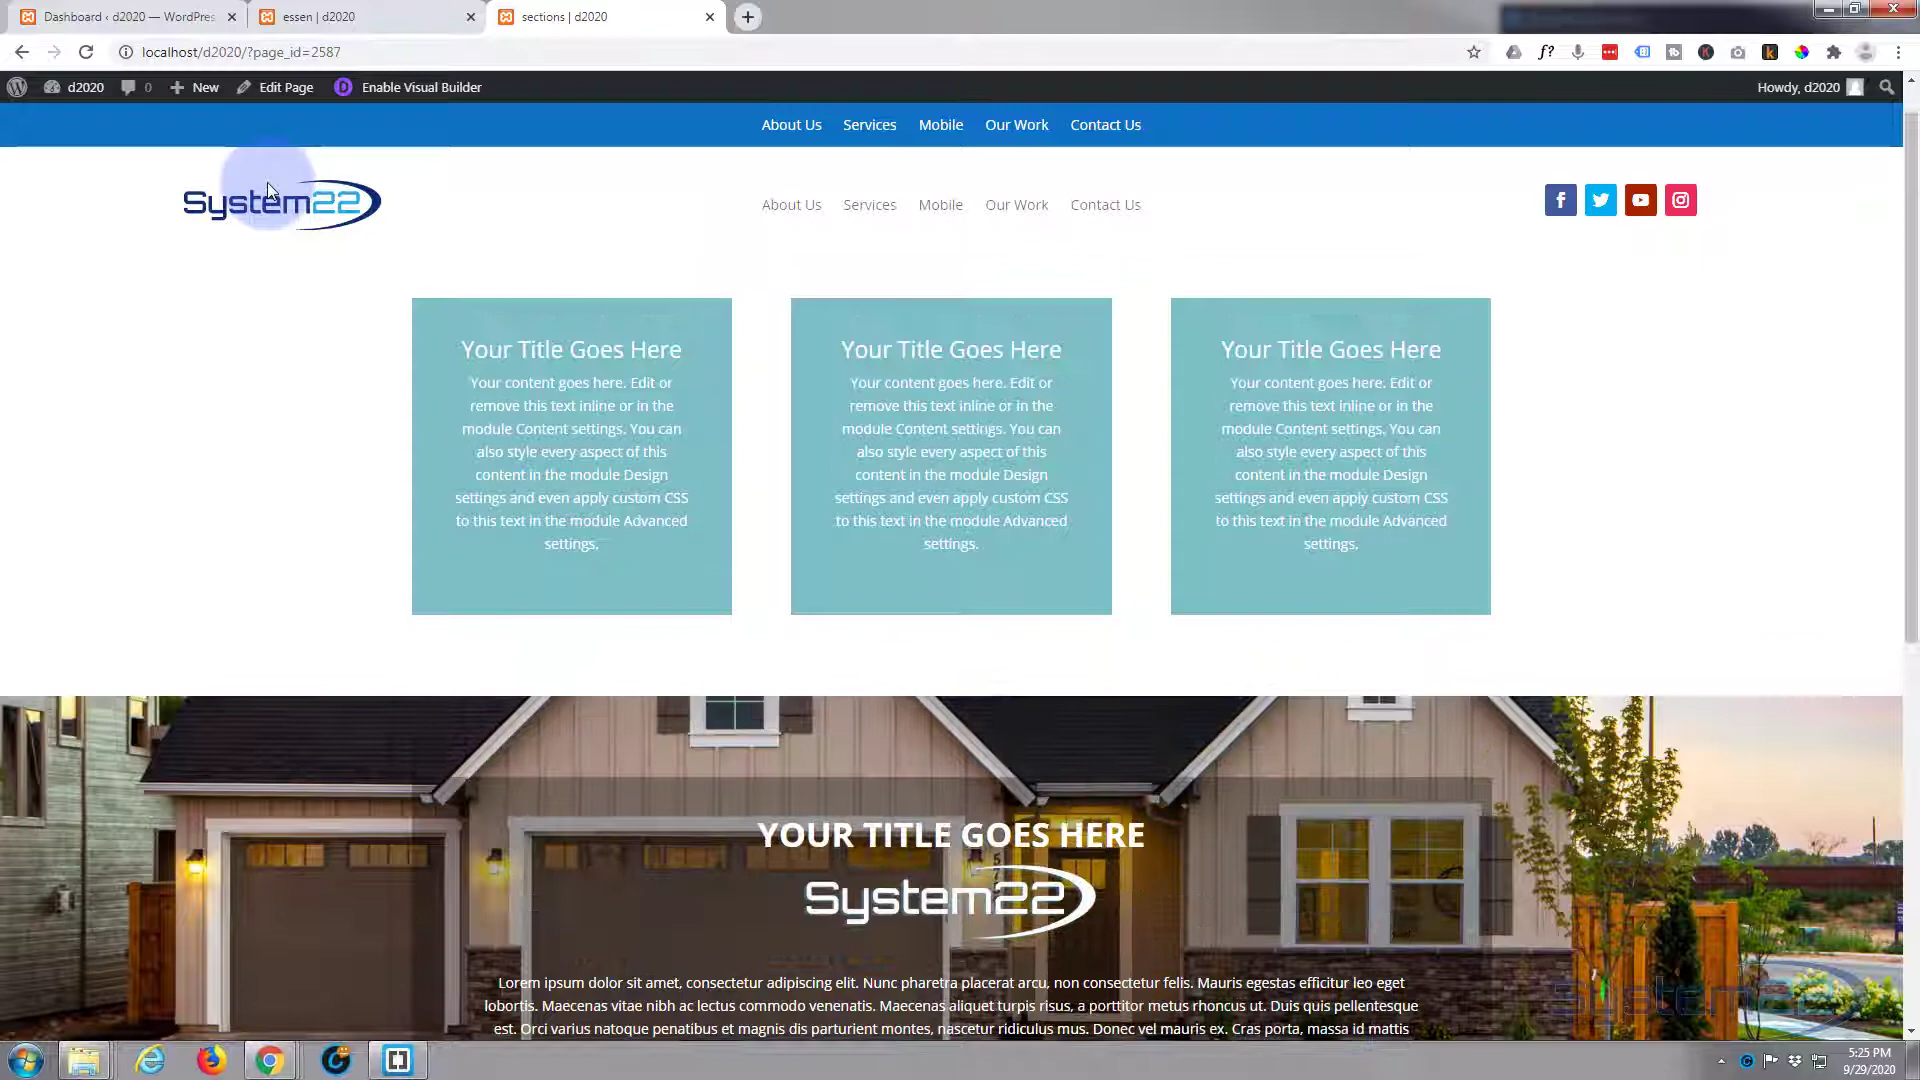 Dashboard ‹ d2020 — WordPres
essen | d2020
sections | d2020
localhost/d2020/?page_id=2587
f?
d2020
0
New
Edit Page
D
Enable Visual Builder
Howdy, d2020
About Us Services Mobile Our Work Contact Us
System22
About Us Services Mobile Our Work Contact Us
Your Title Goes Here
Your content goes here. Edit or
remove this text inline or in the
module Content settings. You can
also style every aspect of this
content in the module Design
settings and even apply custom CSS
to this text in the module Advanced
settings.
Your Title Goes Here
Your content goes here. Edit or
remove this text inline or in the
module Content settings. You can
also style every aspect of this
content in the module Design
settings and even apply custom CSS
to this text in the module Advanced
settings.
Your Title Goes Here
Your content goes here. Edit or
remove this text inline or in the
module Content settings. You can
also style every aspect of this
content in the module Design
settings and even apply custom CSS
to this text in the module Advanced
settings.
YOUR TITLE GOES HERE
System22
Lorem ipsum dolor sit amet, consectetur adipiscing elit. Nunc pharetra placerat arcu, non consectetur felis. Mauris egestas efficitur leo eget
lobortis. Maecenas vitae nibh ac lectus commodo venenatis. Maecenas aliquet turpis risus, a porttitor metus rhoncus ut. Duis quis pellentesque
est. Orci varius natoque penatibus et magnis dis parturient montes, nascetur ridiculus mus. Donec vel mauris ex. Cras porta, massa id mattis
System22
5:25 PM
9/29/2020